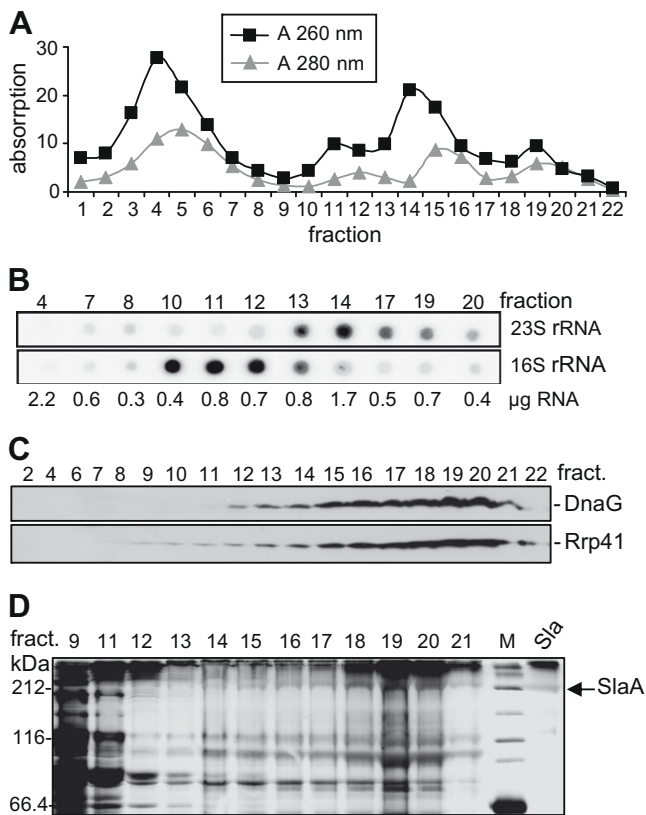 A
A 260 nm
A 280 nm
absorrption
30
20
10
0
1 2 3 4 5 6 7 8 9 10 11 12 13 14 15 16 17 18 19 20 21 22
fraction
B
4 7 8 10 11 12 13 14 17 19 20 fraction
23S rRNA
16S rRNA
2.2 0.6 0.3 0.4 0.8 0.7 0.8 1.7 0.5 0.7 0.4 µg RNA
C
2 4 6 7 8 9 10 11 12 13 14 15 16 17 18 19 20 21 22 fract.
-DnaG
-Rrp41
D
fract. 9 11 12 13 14 15 16 17 18 19 20 21 M Sla
kDa
212-
SlaA
116-
66.4-